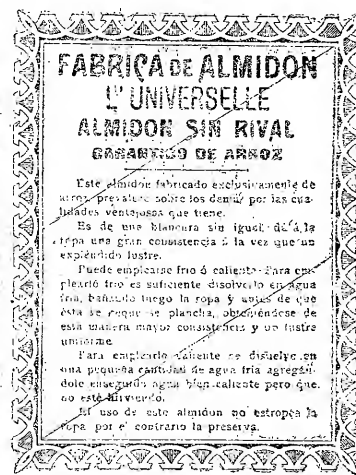 FABRICA DE ALMIDON
L' UNIVERSELLE
ALMIDON SIN RIVAL
GARANTIDO DE ARROZ
Este almidón fabricado exclusivamente de
arroz prevalece sobre los demás por las cua-
lidades ventajosas que tiene.
Es de una blancura sin igual: dá á la
ropa una gran consistencia á la vez que un
expléndido lustre.
Puede emplearse frio ó caliente. Para em-
plearlo frio es suficiente disolverlo en agua
fria, bañando luego la ropa y antes de que
ésta se seque se plancha, obteniéndose de
esta manera mayor consistencia y un lustre
uniforme.
Para emplearlo caliente se disuelve en
una pequeña cantidad de agua fria agregán-
dole enseguida agua bien caliente pero que
no esté hirviendo.
El uso de este almidon no estropea la
ropa por el contrario la preserva.